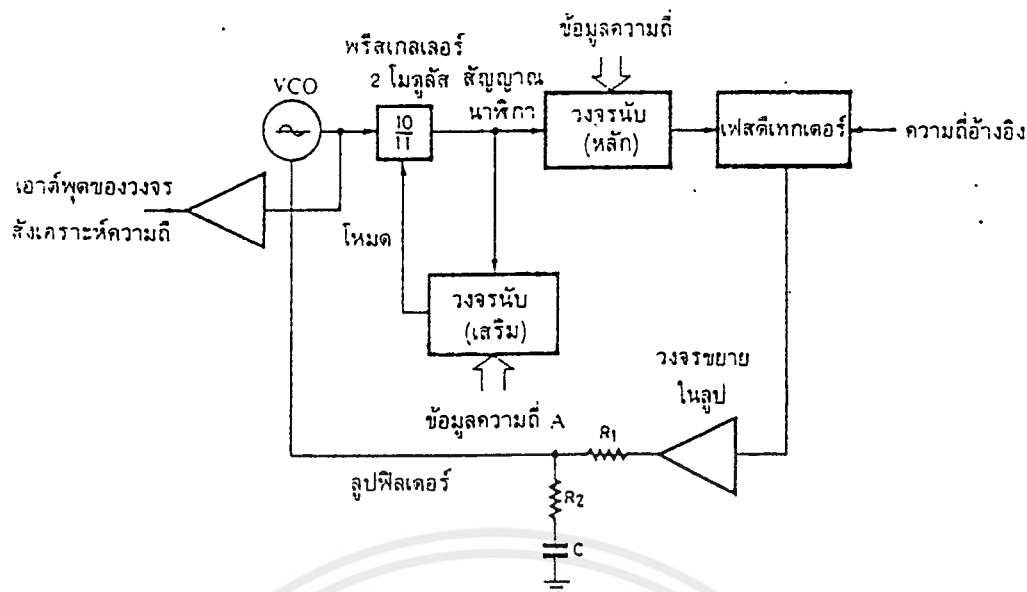 ข้อมูลความถี่
พรีสเกลเลอร์
2 โมดูลัส
สัญญาณ
นาฬิกา
VCO
10
11
วงจรนับ
(หลัก)
เฟสดีเทกเตอร์
ความถี่อ้างอิง
เอาต์พุตของวงจร
สังเคราะห์ความถี่
โหมด
วงจรนับ
(เสริม)
ข้อมูลความถี่ A
วงจรขยาย
ในลูป
R1
ลูปฟิลเตอร์
R2
C